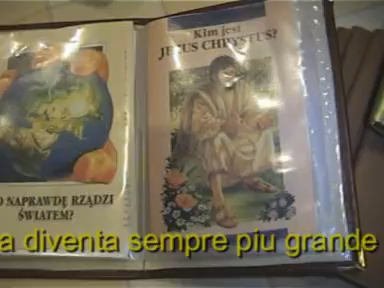 Kim jest
JEZUS CHRYSTUS?
NAPRAWDĘ RZĄDZI
ŚWIATEM?
a diventa sempre piu grande